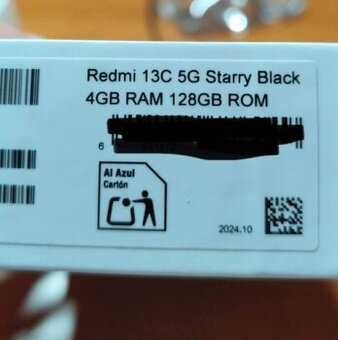 Redmi 13C 5G Starry Black
4GB RAM 128GB ROM
6
Al Azul
Cartón
2024.10